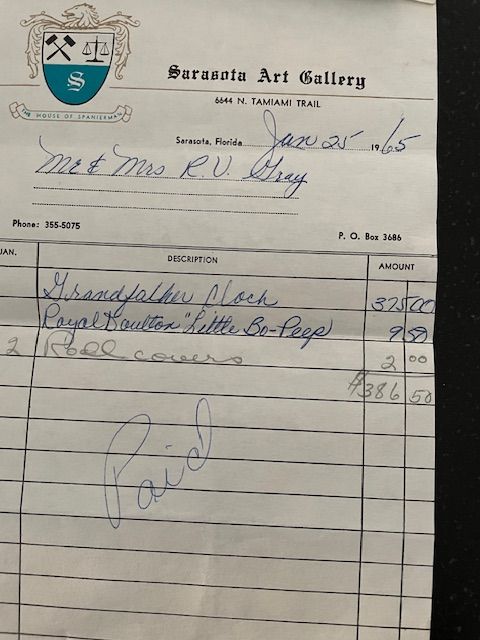 S
THE HOUSE OF SPANIERMAN
Sarasota Art Gallery
6644 N. TAMIAMI TRAIL
Sarasota, Florida Jan 25 1965
Mr & Mrs R. V. Gray
Phone: 355-5075 P. O. Box 3686
JAN. DESCRIPTION AMOUNT
Grandfather Clock 375 00
Royal Doulton "Little Bo-Peep 9 50
2 covers 2 00
$386 50
Paid